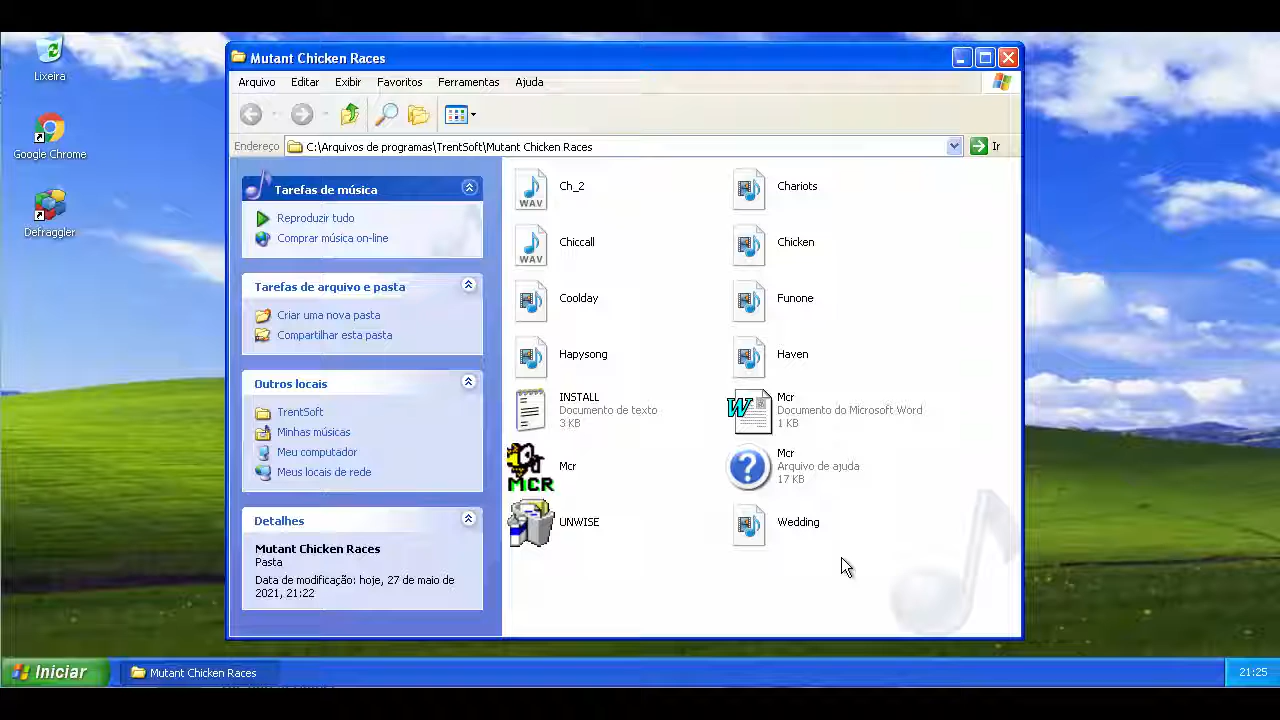 Lixeira
Google Chrome
Defraggler
Mutant Chicken Races
Arquivo Editar Exibir Favoritos Ferramentas Ajuda
Endereço C:\Arquivos de programas\TrentSoft\Mutant Chicken Races Ir
Tarefas de música
Reproduzir tudo
Comprar música on-line
Tarefas de arquivo e pasta
Criar uma nova pasta
Compartilhar esta pasta
Outros locais
TrentSoft
Minhas músicas
Meu computador
Meus locais de rede
Detalhes
Mutant Chicken Races
Pasta
Data de modificação: hoje, 27 de maio de
2021, 21:22
WAV Ch_2
Chariots
WAV Chiccall
Chicken
Coolday
Funone
Hapysong
Haven
INSTALL
Documento de texto
3 KB
W
Mcr
Documento do Microsoft Word
1 KB
MCR Mcr
Mcr
Arquivo de ajuda
17 KB
UNWISE
Wedding
Iniciar
Mutant Chicken Races
21:25